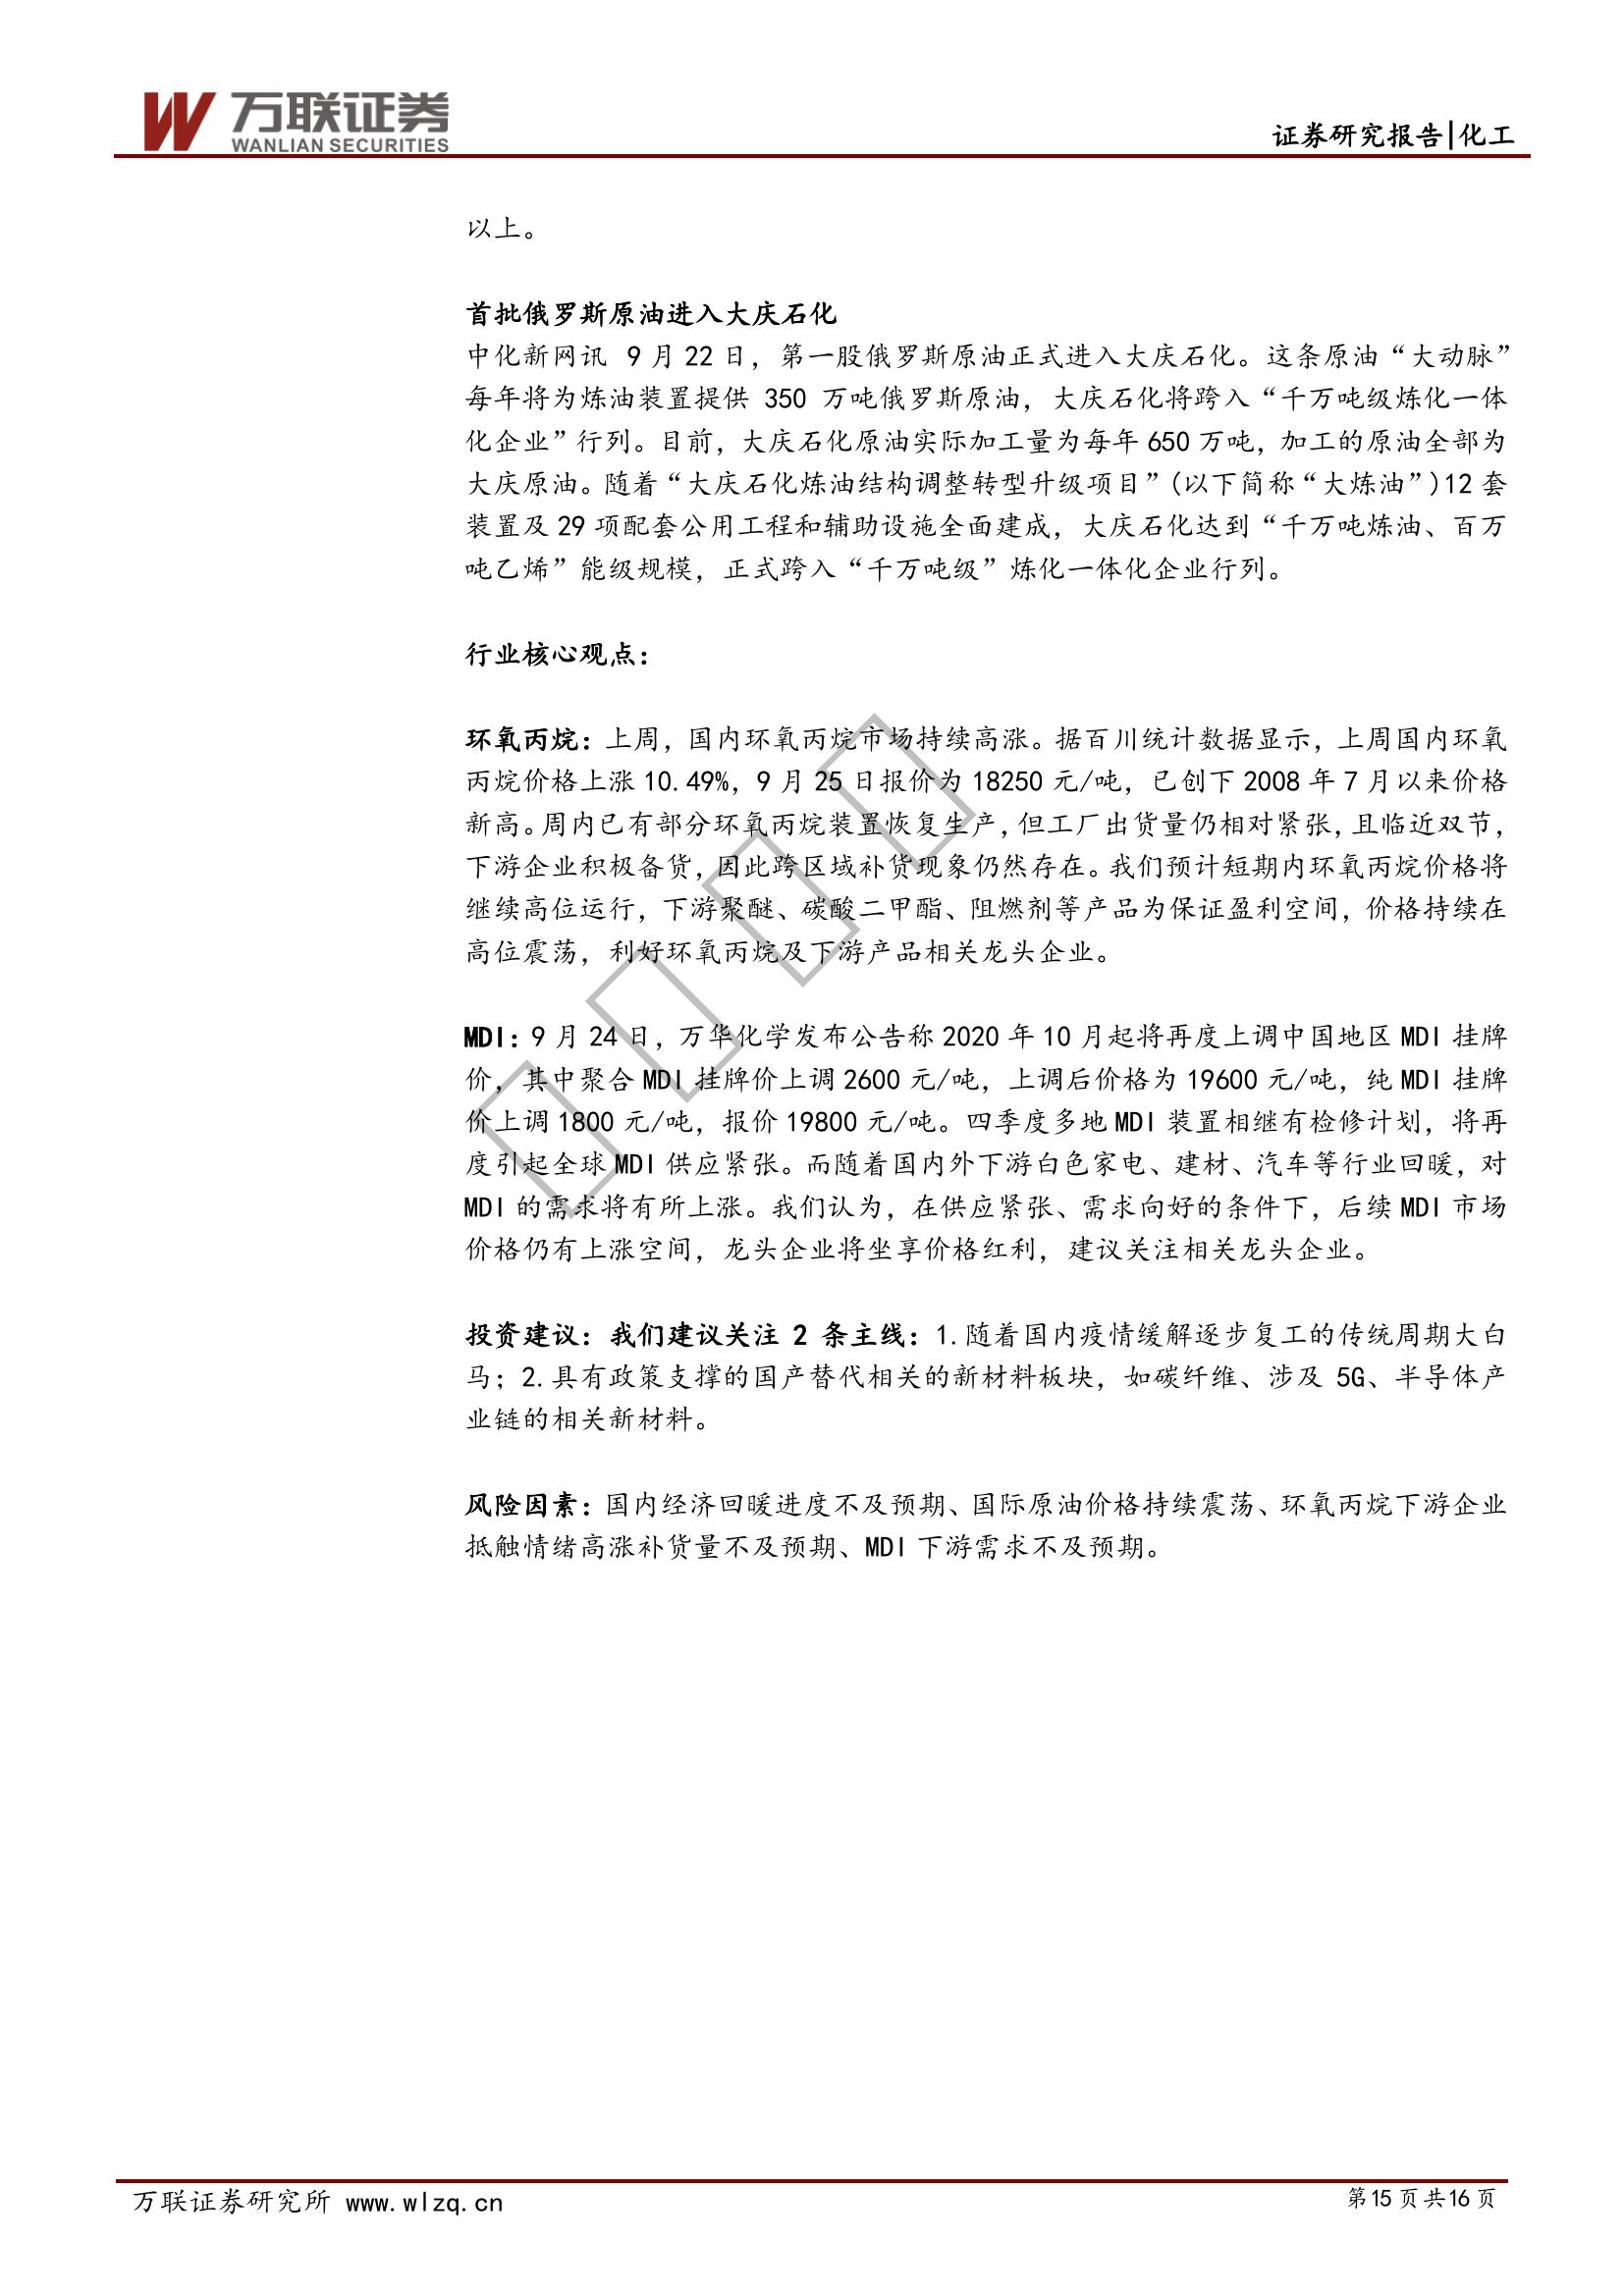 万联证券
WANLIAN SECURITIES
证券研究报告|化工
以上。
首批俄罗斯原油进入大庆石化
中化新网讯 9月22日，第一股俄罗斯原油正式进入大庆石化。这条原油“大动脉”
每年将为炼油装置提供 350 万吨俄罗斯原油，大庆石化将跨入“千万吨级炼化一体
化企业”行列。目前，大庆石化原油实际加工量为每年650万吨，加工的原油全部为
大庆原油。随着“大庆石化炼油结构调整转型升级项目”(以下简称“大炼油”)12套
装置及29项配套公用工程和辅助设施全面建成，大庆石化达到“千万吨炼油、百万
吨乙烯”能级规模，正式跨入“千万吨级”炼化一体化企业行列。
行业核心观点：
环氧丙烷：上周，国内环氧丙烷市场持续高涨。据百川统计数据显示，上周国内环氧
丙烷价格上涨10.49%，9月25日报价为18250元/吨，已创下2008年7月以来价格
新高。周内已有部分环氧丙烷装置恢复生产，但工厂出货量仍相对紧张，且临近双节，
下游企业积极备货，因此跨区域补货现象仍然存在。我们预计短期内环氧丙烷价格将
继续高位运行，下游聚醚、碳酸二甲酯、阻燃剂等产品为保证盈利空间，价格持续在
高位震荡，利好环氧丙烷及下游产品相关龙头企业。
MDI：9月24日，万华化学发布公告称2020年10月起将再度上调中国地区MDI挂牌
价，其中聚合MDI挂牌价上调2600元/吨，上调后价格为19600元/吨，纯MDI挂牌
价上调1800元/吨，报价19800元/吨。四季度多地MDI装置相继有检修计划，将再
度引起全球MDI供应紧张。而随着国内外下游白色家电、建材、汽车等行业回暖，对
MDI的需求将有所上涨。我们认为，在供应紧张、需求向好的条件下，后续MDI市场
价格仍有上涨空间，龙头企业将坐享价格红利，建议关注相关龙头企业。
投资建议：我们建议关注 2 条主线：1.随着国内疫情缓解逐步复工的传统周期大白
马；2.具有政策支撑的国产替代相关的新材料板块，如碳纤维、涉及 5G、半导体产
业链的相关新材料。
风险因素：国内经济回暖进度不及预期、国际原油价格持续震荡、环氧丙烷下游企业
抵触情绪高涨补货量不及预期、MDI下游需求不及预期。
万联证券研究所 www.wlzq.cn
第15页共16页